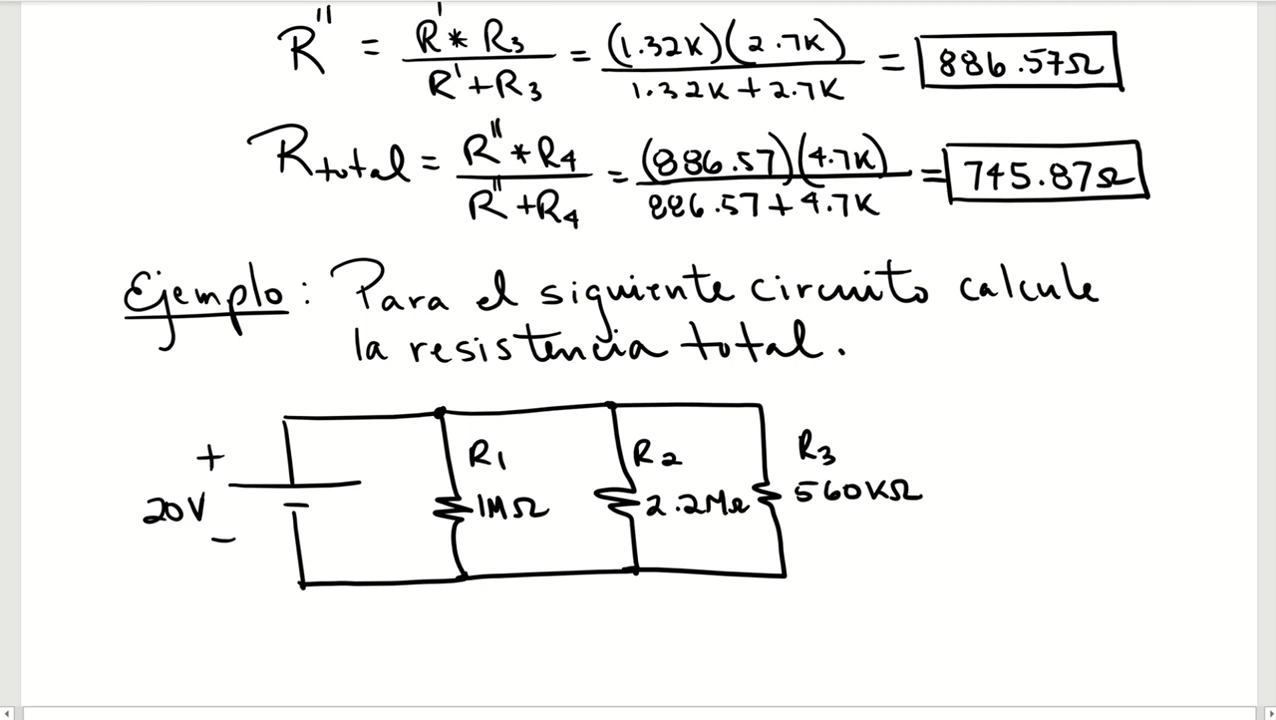 R'' = R' * R3 / R' + R3 = (1.32K)(2.7K) / 1.32K + 2.7K = 886.57Ω
Rtotal = R'' * R4 / R'' + R4 = (886.57)(4.7K) / 886.57 + 4.7K = 745.87Ω
Ejemplo: Para el siguiente circuito calcule
la resistencia total.
+
20V
-
R1
1MΩ
R2
2.2MΩ
R3
560KΩ